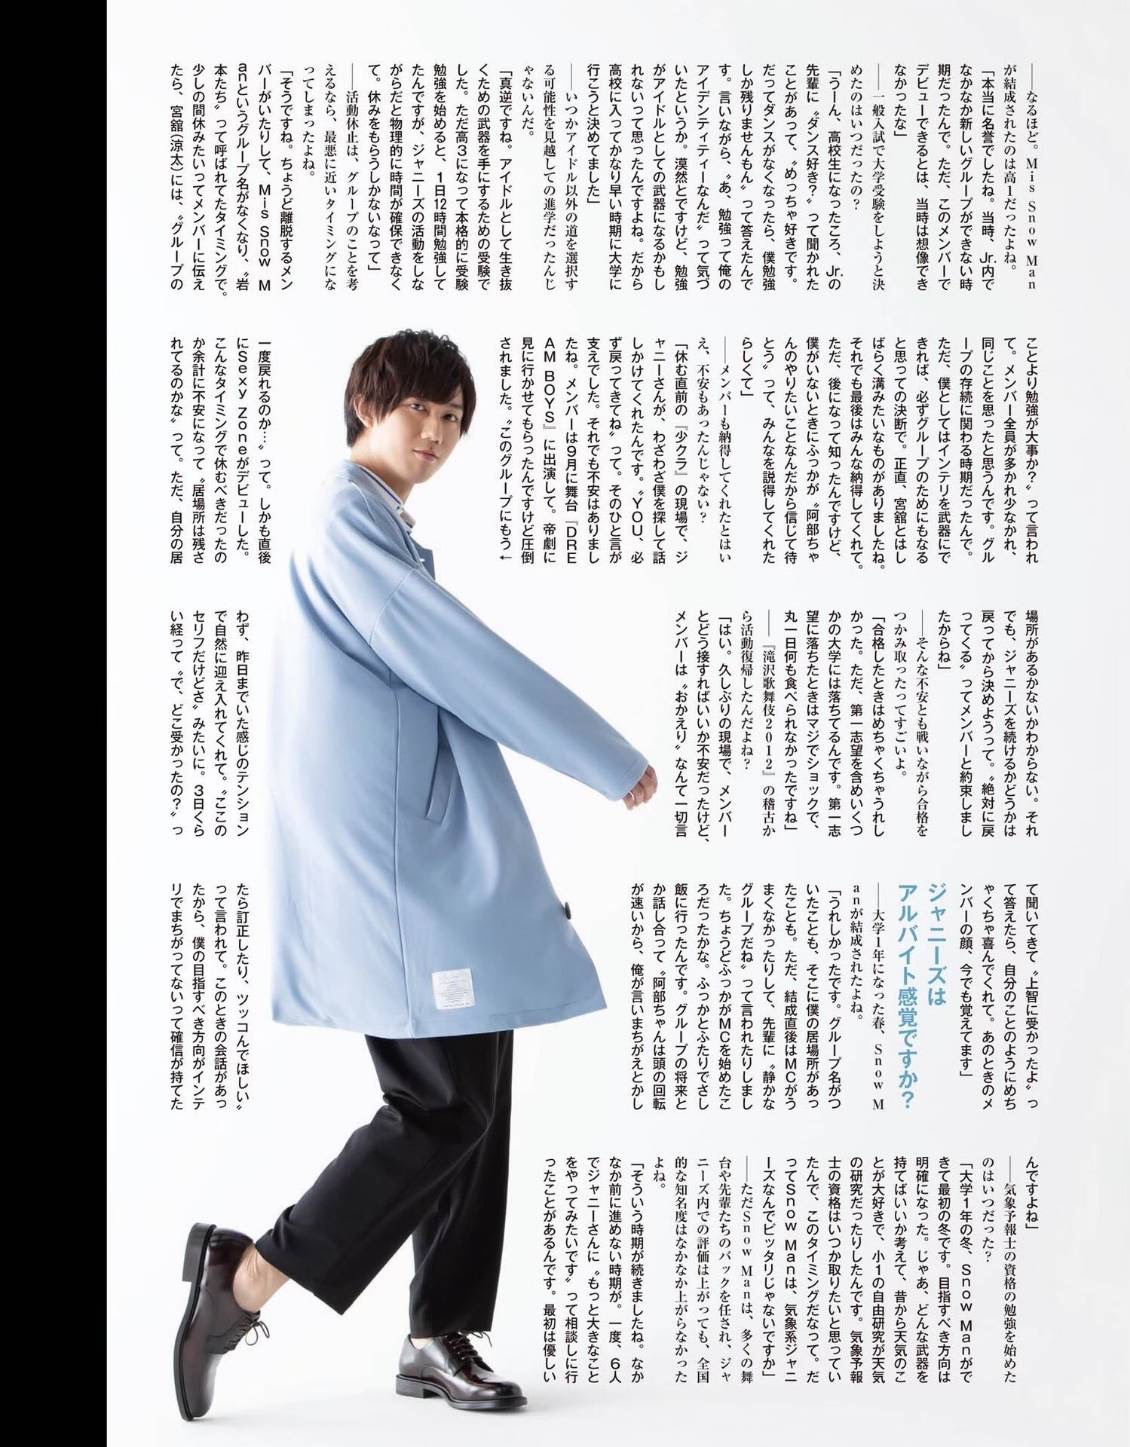 ――なるほど。Mis Snow Man
が結成されたのは高1だったよね。
「本当に名誉でしたね。当時、Jr.内で
なかなか新しいグループができない時
期だったんで。ただ、このメンバーで
デビューできるとは、当時は想像でき
なかったな」
――一般入試で大学受験をしようと決
めたのはいつだったの?
「うーん、高校生になったころ、Jr.の
先輩に〝ダンス好き?〟って聞かれた
ことがあって、〝めっちゃ好きです。
だってダンスがなくなったら、僕勉強
しか残りませんもん〟って答えたんで
す。言いながら、〝あ、勉強って俺の
アイデンティティーなんだ〟って気づ
いたというか。漠然とですけど、勉強
がアイドルとしての武器になるかもし
れないって思ったんですよね。だから
高校に入ってかなり早い時期に大学に
行こうと決めてました」
――いつかアイドル以外の道を選択す
る可能性を見越しての進学だったんじ
ゃないんだ。
「真逆ですね。アイドルとして生き抜
くための武器を手にするための受験で
した。ただ高3になって本格的に受験
勉強を始めると、1日12時間勉強して
たんですが、ジャニーズの活動をしな
がらだと物理的に時間が確保できなく
て。休みをもらうしかないなって」
――活動休止は、グループのことを考
えるなら、最悪に近いタイミングにな
ってしまったよね。
「そうですね。ちょうど離脱するメン
バーがいたりして、Mis Snow M
anというグループ名がなくなり、〝岩
本たち〟って呼ばれてたタイミングで。
少しの間休みたいってメンバーに伝え
たら、宮舘(涼太)には、〝グループの
ことより勉強が大事か?〟って言われ
て。メンバー全員が多かれ少なかれ、
同じことを思ったと思うんです。グル
ープの存続に関わる時期だったんで。
ただ、僕としてはインテリを武器にで
きれば、必ずグループのためにもなる
と思っての決断で。正直、宮舘とはし
ばらく溝みたいなものがありましたね。
それでも最後はみんな納得してくれて。
ただ、後になって知ったんですけど、
僕がいないときにふっかが〝阿部ちゃ
んのやりたいことなんだから信じて待
とう〟って、みんなを説得してくれた
らしくて」
――メンバーも納得してくれたとはい
え、不安もあったんじゃない?
「休む直前の『少クラ』の現場で、ジ
ャニーさんが、わざわざ僕を探して話
しかけてくれたんです。〝YOU、必
ず戻ってきてね〟って。そのひと言が
支えでした。それでも不安はありまし
たね。メンバーは9月に舞台『DRE
AM BOYS』に出演して。帝劇に
見に行かせてもらったんですけど圧倒
されました。〝このグループにもう←
一度戻れるのか…〟って。しかも直後
にSexy Zoneがデビューした。
こんなタイミングで休むべきだったの
か余計に不安になって〝居場所は残さ
れてるのかな〟って。ただ、自分の居
場所があるかないかわからない。それ
でも、ジャニーズを続けるかどうかは
戻ってから決めようって。〝絶対に戻
ってくる〟ってメンバーと約束しまし
たからね」
――そんな不安とも戦いながら合格を
つかみ取ったってすごいよ。
「合格したときはめちゃくちゃうれし
かった。ただ、第一志望を含めいくつ
かの大学には落ちてるんです。第一志
望に落ちたときはマジでショックで、
丸一日何も食べられなかったですね」
――『滝沢歌舞伎2012』の稽古か
ら活動復帰したんだよね?
「はい。久しぶりの現場で、メンバー
とどう接すればいいか不安だったけど、
メンバーは〝おかえり〟なんて一切言
わず、昨日までいた感じのテンション
で自然に迎え入れてくれて。〝ここの
セリフだけどさ〟みたいに。3日くら
い経って〝で、どこ受かったの?〟っ
て聞いてきて〝上智に受かったよ〟っ
て答えたら、自分のことのようにめち
ゃくちゃ喜んでくれて。あのときのメ
ンバーの顔、今でも覚えてます」
ジャニーズは
アルバイト感覚ですか?
――大学1年になった春、Snow M
anが結成されたよね。
「うれしかったです。グループ名がつ
いたことも、そこに僕の居場所があっ
たことも。ただ、結成直後はMCがう
まくなかったりして、先輩に〝静かな
グループだね〟って言われたりしまし
た。ちょうどふっかがMCを始めたこ
ろだったかな。ふっかとふたりでさし
飯に行ったんです。グループの将来と
か話し合って〝阿部ちゃんは頭の回転
が速いから、俺が言いまちがえとかし
たら訂正したり、ツッコんでほしい〟
って言われて。このときの会話があっ
たから、僕の目指すべき方向がインテ
リでまちがってないって確信が持てた
んですよね」
――気象予報士の資格の勉強を始めた
のはいつだった?
「大学1年の冬、Snow Manがで
きて最初の冬です。目指すべき方向は
明確になった。じゃあ、どんな武器を
持てばいいか考えて、昔から天気のこ
とが大好きで、小1の自由研究が天気
の研究だったりしたんです。気象予報
士の資格はいつか取りたいと思ってい
たんで、このタイミングだなって。だ
ってSnow Manは、気象系ジャニ
ーズなんでピッタリじゃないですか」
――ただSnow Manは、多くの舞
台や先輩たちのバックを任され、ジャ
ニーズ内での評価は上がっても、全国
的な知名度はなかなか上がらなかった
よね。
「そういう時期が続きましたね。なか
なか前に進めない時期が。一度、6人
でジャニーさんに〝もっと大きなこと
をやってみたいです〟って相談しに行
ったことがあるんです。最初は優しい